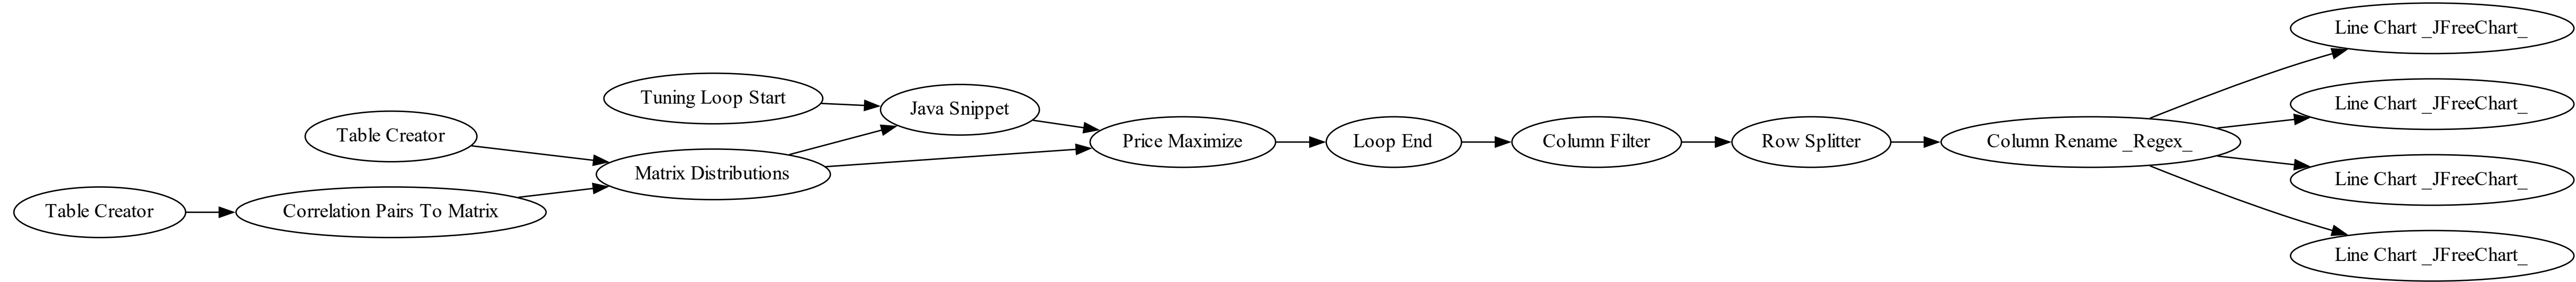 Table Creator
Correlation Pairs To Matrix
Table Creator
Matrix Distributions
Tuning Loop Start
Java Snippet
Price Maximize
Loop End
Column Filter
Row Splitter
Column Rename _Regex_
Line Chart _JFreeChart_
Line Chart _JFreeChart_
Line Chart _JFreeChart_
Line Chart _JFreeChart_